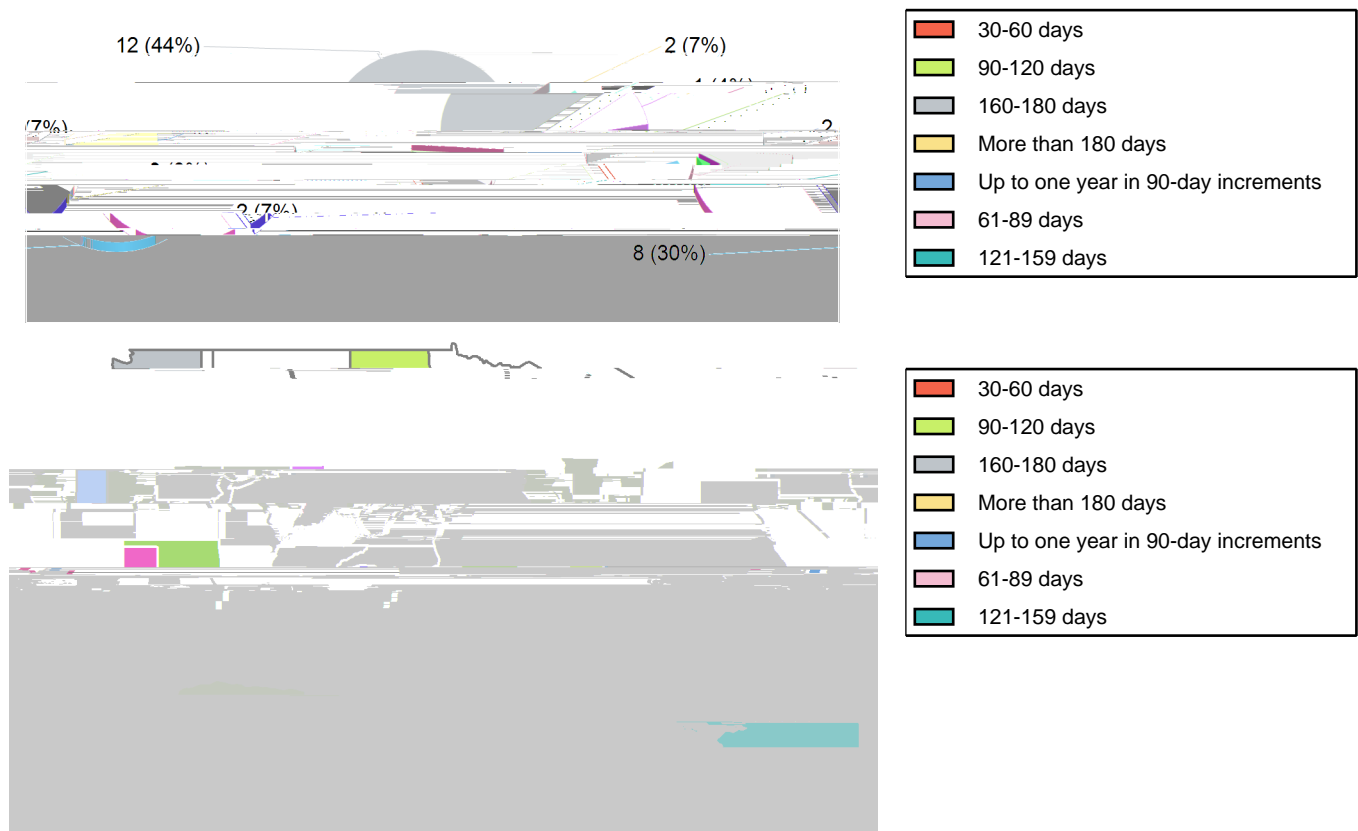 12 (44%)
2 (7%)
2 (7%)
8 (30%)
30-60 days
90-120 days
160-180 days
More than 180 days
Up to one year in 90-day increments
61-89 days
121-159 days
30-60 days
90-120 days
160-180 days
More than 180 days
Up to one year in 90-day increments
61-89 days
121-159 days